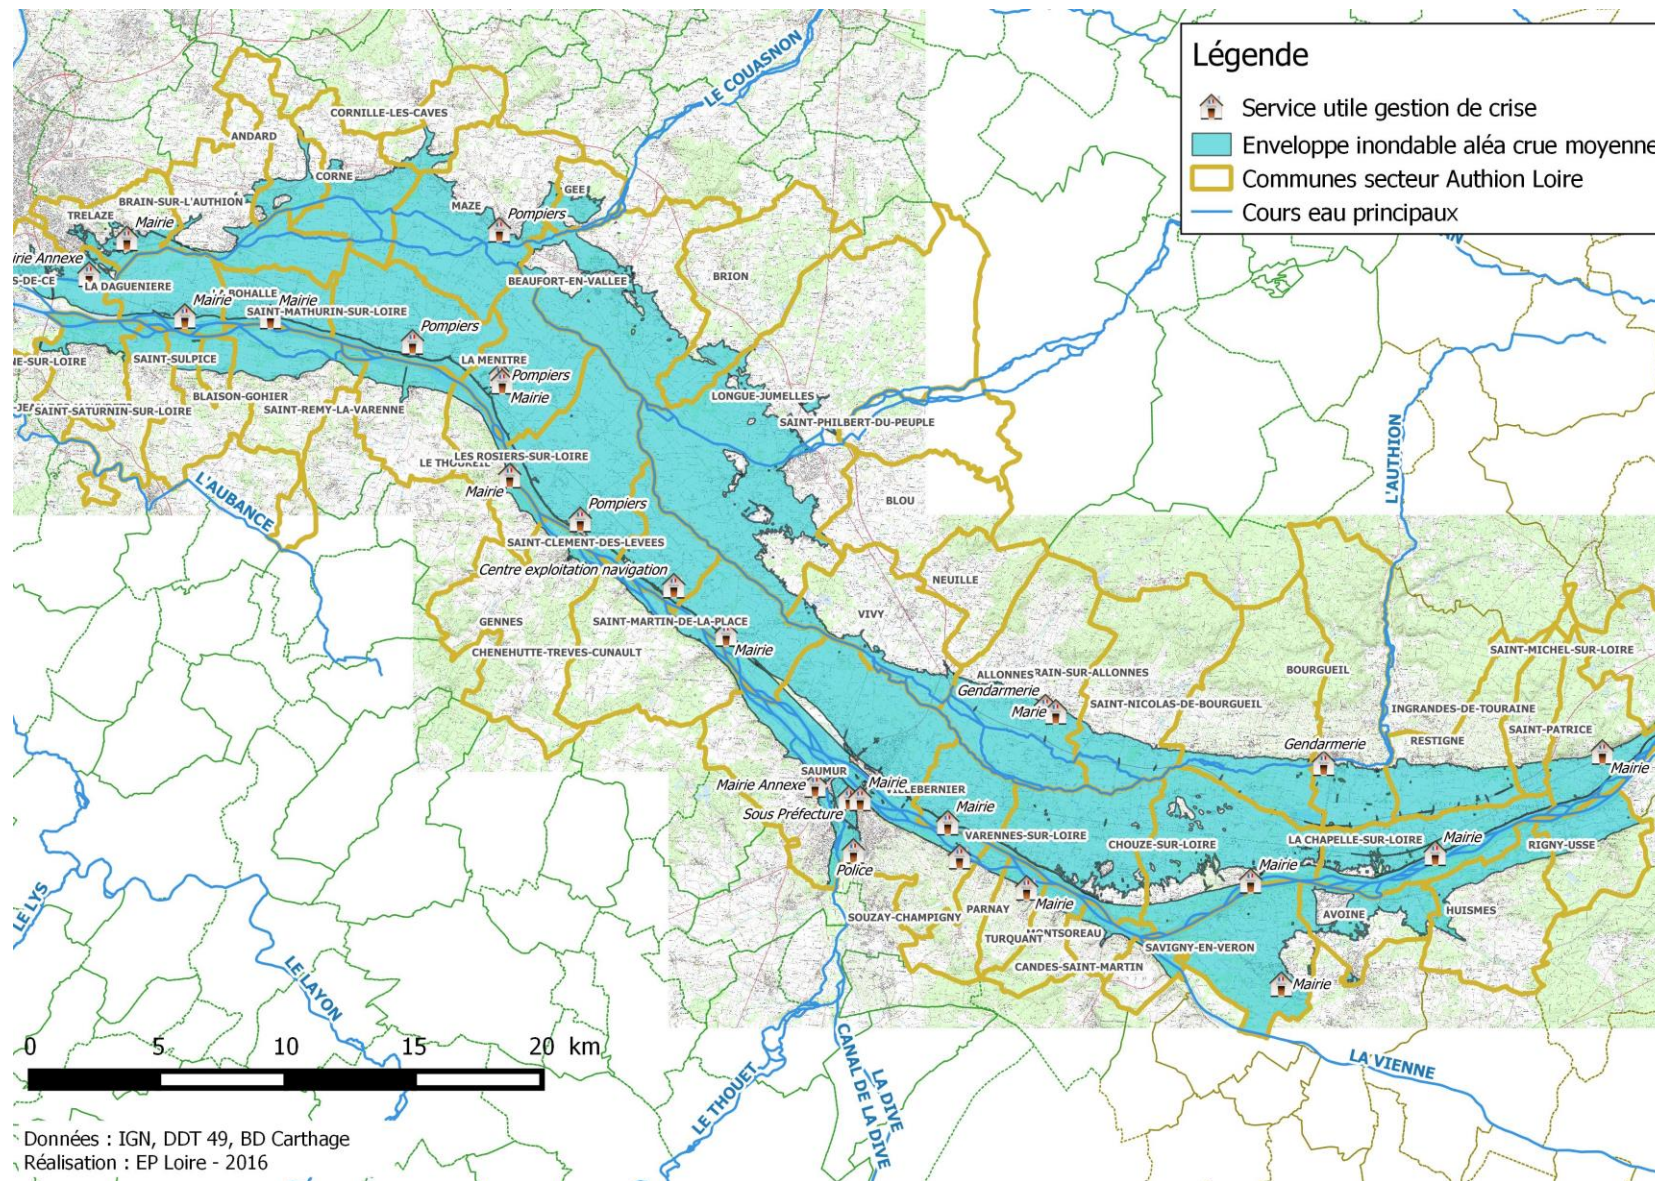 Légende
Service utile gestion de crise
Enveloppe inondable aléa crue moyenne
Communes secteur Authion Loire
Cours eau principaux
LE COUASNON
CORNILLE-LES-CAVES
ANDARD
CORNE
GEE
BRAIN-SUR-L'AUTHION
MAZE
TRELAZE
Mairie
Pompiers
Annexe
LA DAGUENIERE
BEAUFORT-EN-VALLEE
BRION
Mairie
Mairie
SAINT-MATHURIN-SUR-LOIRE
Pompiers
SAINT-SULPICE
LA MENITRE
Pompiers
Mairie
BLAISON-GOHIER
LONGUE-JUMELLES
SAINT-SATURNIN-SUR-LOIRE
SAINT-REMY-LA-VARENNE
SAINT-PHILBERT-DU-PEUPLE
LES ROSIERS-SUR-LOIRE
Mairie
L'AUBANCE
L'AUTHION
BLOU
Pompiers
SAINT-CLEMENT-DES-LEVEES
Centre exploitation navigation
NEUILLE
GENNES
VIVY
SAINT-MARTIN-DE-LA-PLACE
CHENEHUTTE-TREVES-CUNAULT
Mairie
SAINT-MICHEL-SUR-LOIRE
ALLONNES
RAIN-SUR-ALLONNES
BOURGUEIL
Gendarmerie
SAINT-NICOLAS-DE-BOURGUEIL
Marie
INGRANDES-DE-TOURAINE
SAINT-PATRICE
RESTIGNE
Gendarmerie
Mairie
SAUMUR
Mairie Annexe
Mairie
VILLEBERNIER
Sous Préfecture
Mairie
VARENNES-SUR-LOIRE
CHOUZE-SUR-LOIRE
LA CHAPELLE-SUR-LOIRE
Mairie
RIGNY-USSE
Police
Mairie
Mairie
SOUZAY-CHAMPIGNY
PARNAY
AVOINE
HUISMES
TURQUANT
MONTSOREAU
SAVIGNY-EN-VERON
CANDES-SAINT-MARTIN
Mairie
LE LYS
LE LAYON
LE THOUET
LA DIVE
CANAL DE LA DIVE
LA VIENNE
0 5 10 15 20 km
Données : IGN, DDT 49, BD Carthage
Réalisation : EP Loire - 2016